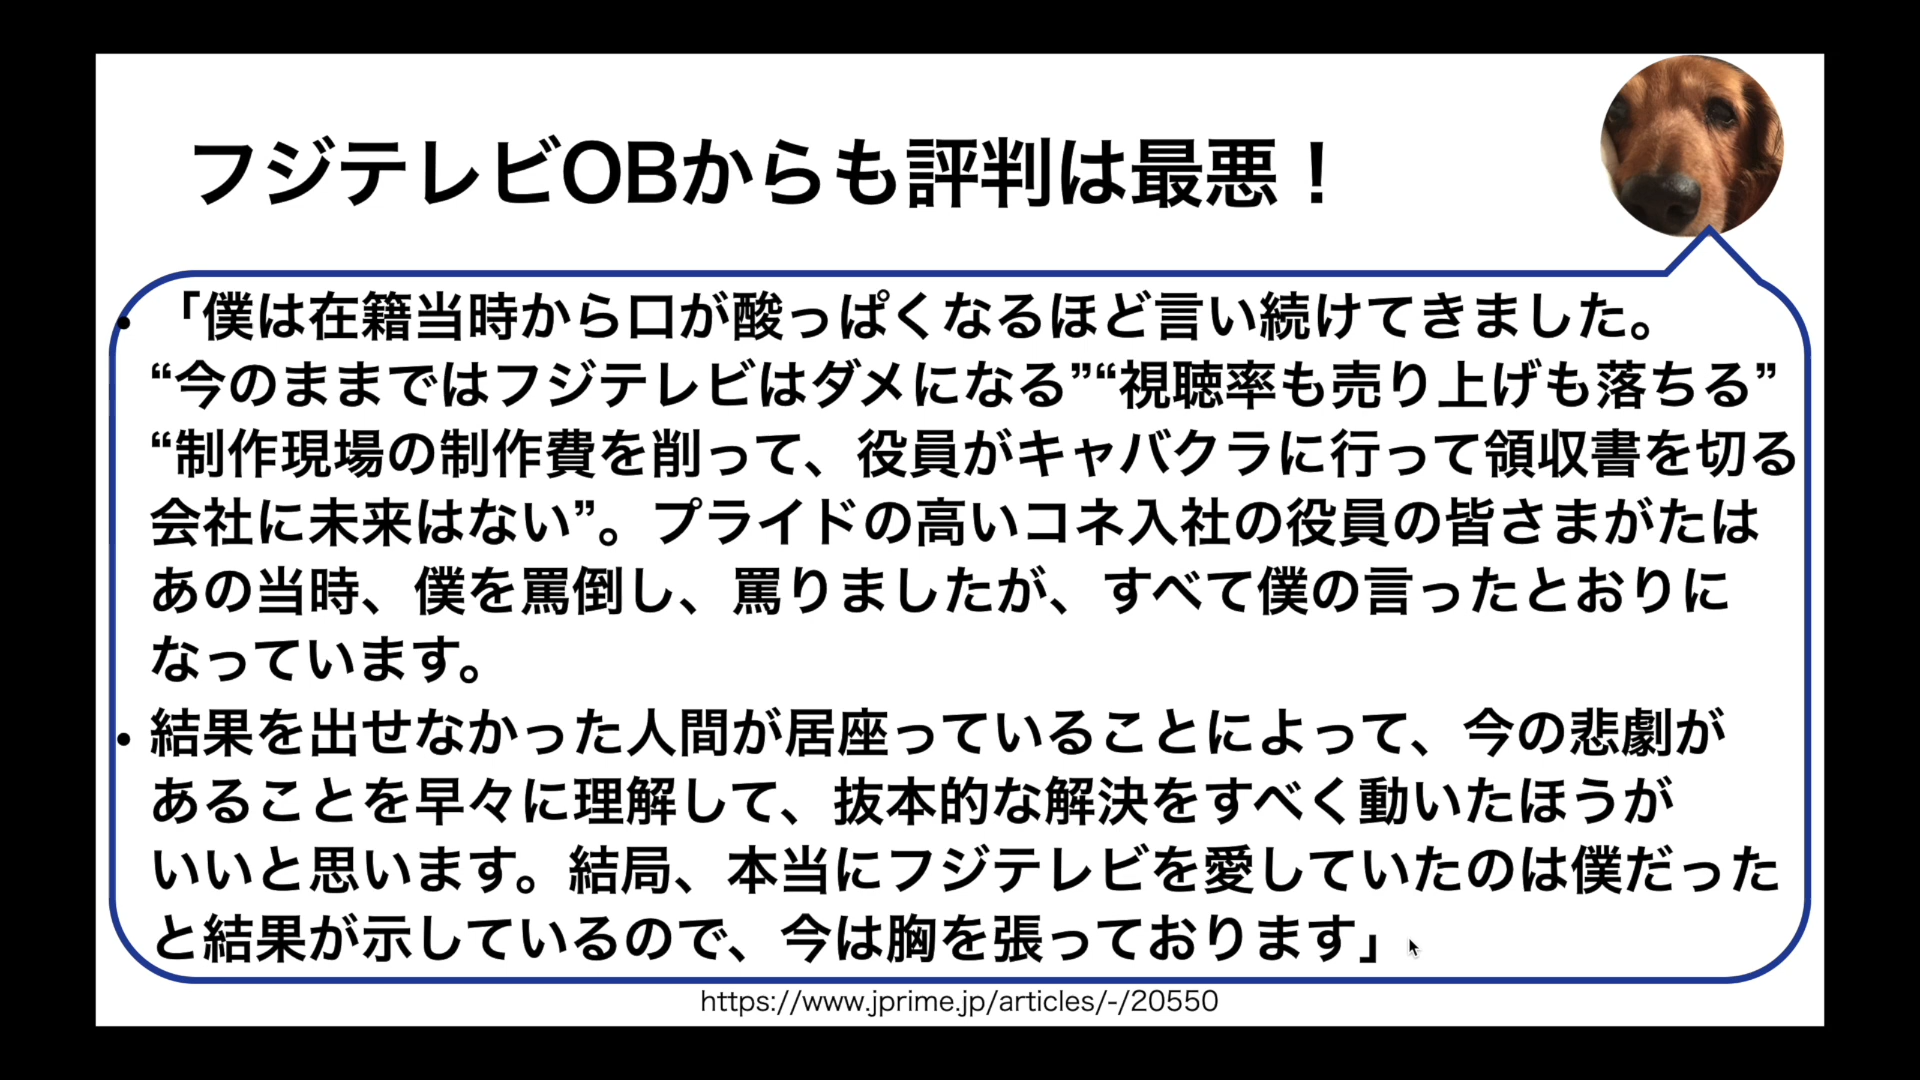 フジテレビOBからも評判は最悪！
• 「僕は在籍当時から口が酸っぱくなるほど言い続けてきました。
“今のままではフジテレビはダメになる”“視聴率も売り上げも落ちる”
“制作現場の制作費を削って、役員がキャバクラに行って領収書を切る
会社に未来はない”。プライドの高いコネ入社の役員の皆さまがたは
あの当時、僕を罵倒し、罵りましたが、すべて僕の言ったとおりに
なっています。
• 結果を出せなかった人間が居座っていることによって、今の悲劇が
あることを早々に理解して、抜本的な解決をすべく動いたほうが
いいと思います。結局、本当にフジテレビを愛していたのは僕だった
と結果が示しているので、今は胸を張っております」
https://www.jprime.jp/articles/-/20550